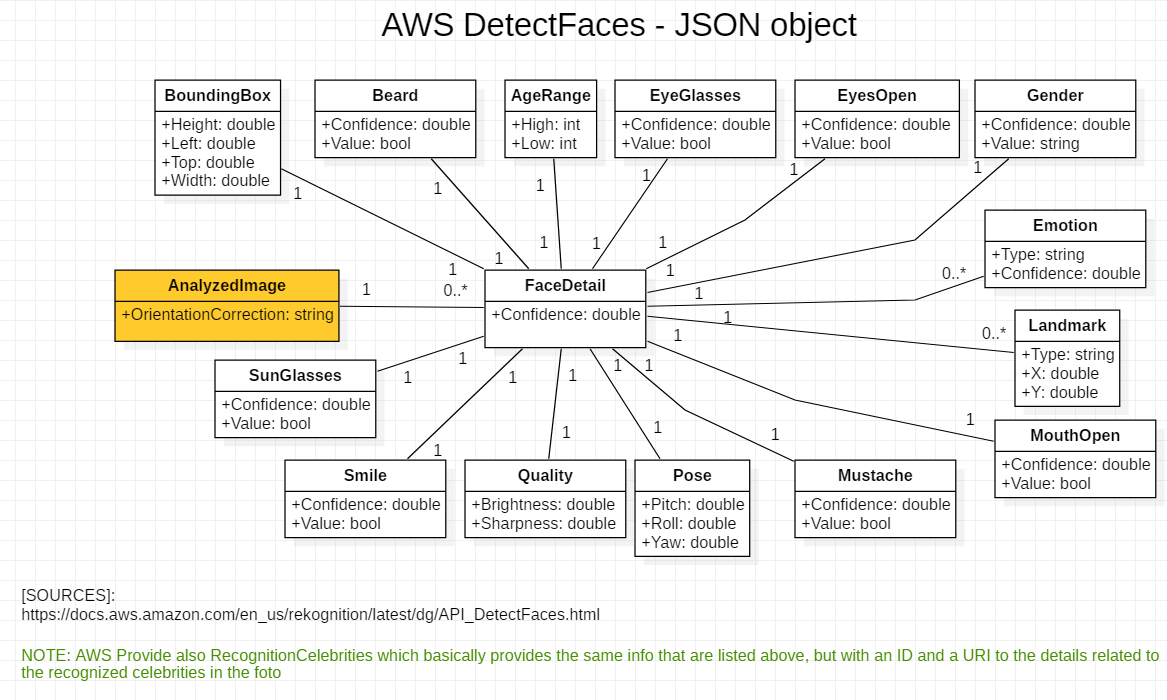 AWS DetectFaces - JSON object
BoundingBox
+Height: double
+Left: double
+Top: double
+Width: double
Beard
+Confidence: double
+Value: bool
AgeRange
+High: int
+Low: int
EyeGlasses
+Confidence: double
+Value: bool
EyesOpen
+Confidence: double
+Value: bool
Gender
+Confidence: double
+Value: string
1
1
1
1
1
1
Emotion
+Type: string
+Confidence: double
1
1
1
1
1
1
0..*
AnalyzedImage
+OrientationCorrection: string
1
0..*
FaceDetail
+Confidence: double
1
1
0..*
Landmark
+Type: string
+X: double
+Y: double
SunGlasses
+Confidence: double
+Value: bool
1
1
1
1
1
1
1
1
MouthOpen
+Confidence: double
+Value: bool
1
1
1
1
1
Smile
+Confidence: double
+Value: bool
Quality
+Brightness: double
+Sharpness: double
Pose
+Pitch: double
+Roll: double
+Yaw: double
Mustache
+Confidence: double
+Value: bool
[SOURCES]:
https://docs.aws.amazon.com/en_us/rekognition/latest/dg/API_DetectFaces.html
NOTE: AWS Provide also RecognitionCelebrities which basically provides the same info that are listed above, but with an ID and a URI to the details related to
the recognized celebrities in the foto